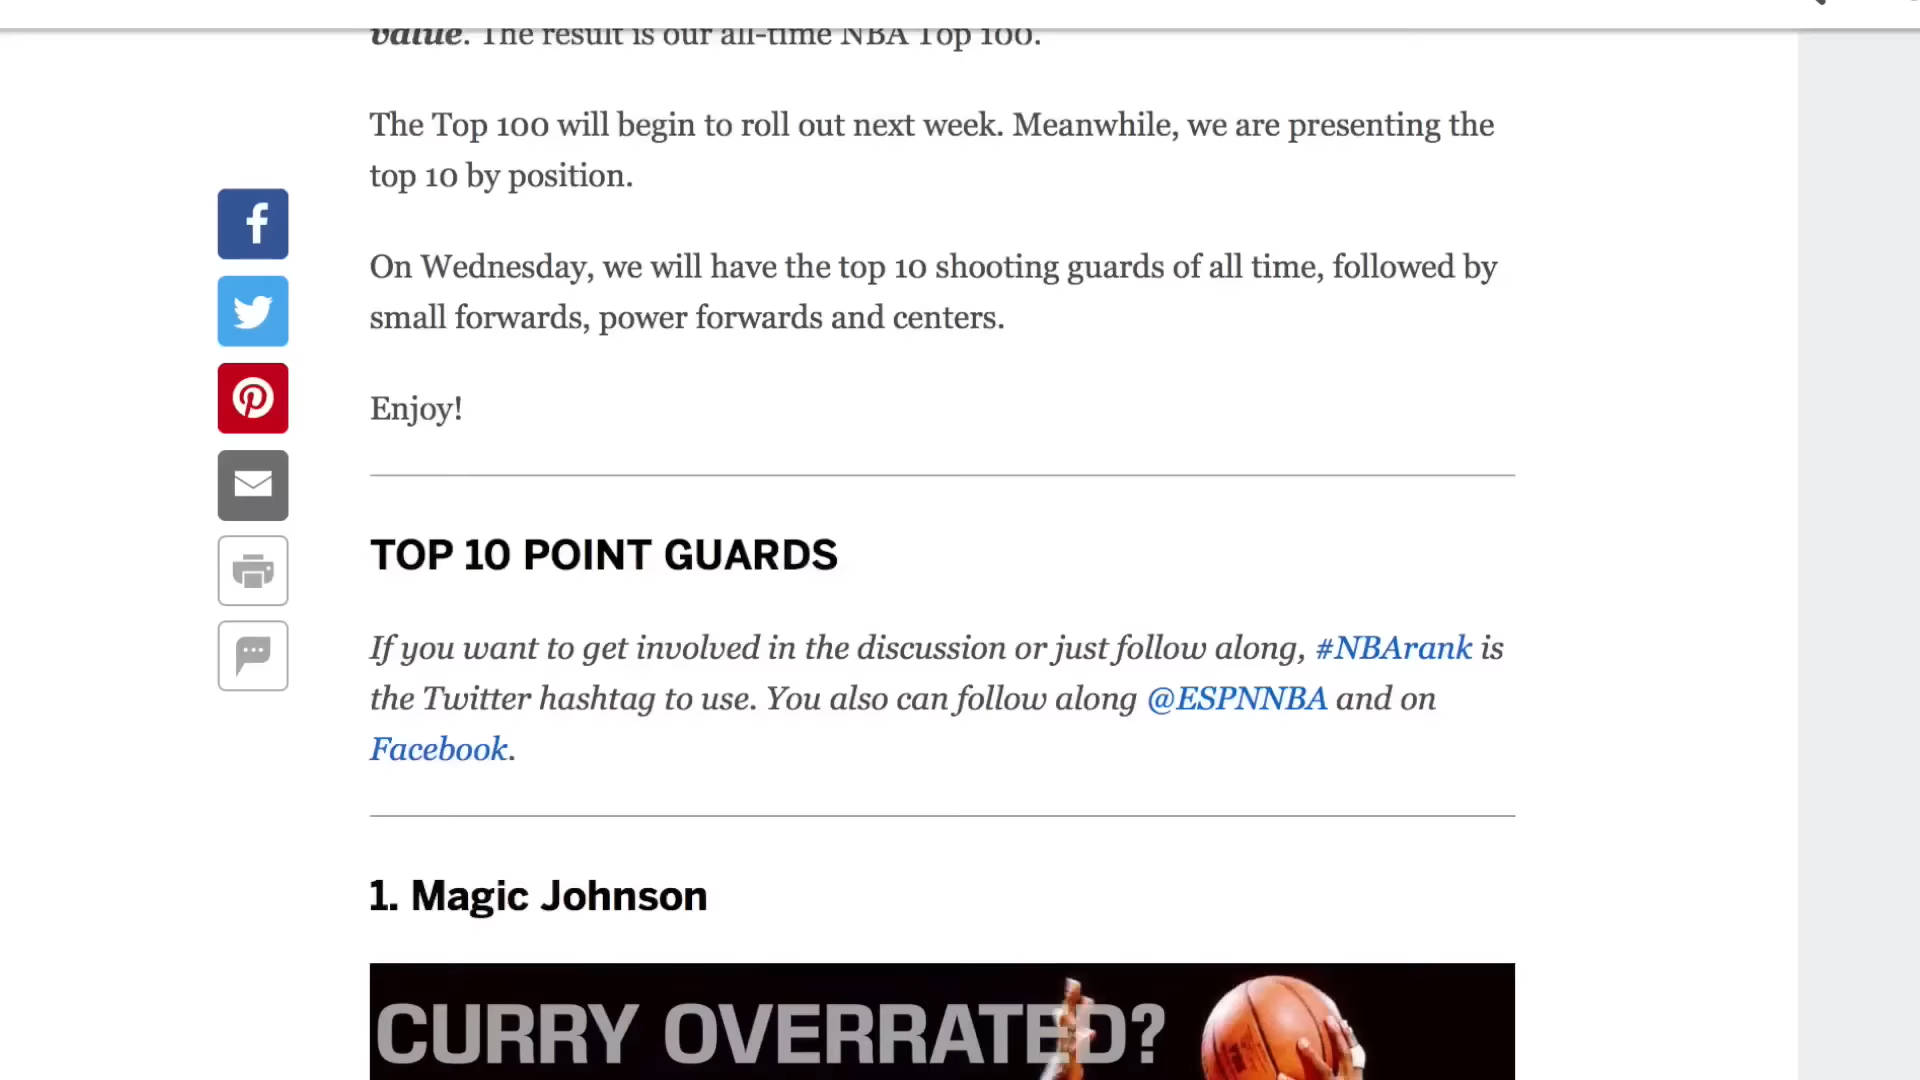 value. The result is our all-time NBA Top 100.
The Top 100 will begin to roll out next week. Meanwhile, we are presenting the
top 10 by position.
On Wednesday, we will have the top 10 shooting guards of all time, followed by
small forwards, power forwards and centers.
Enjoy!
TOP 10 POINT GUARDS
If you want to get involved in the discussion or just follow along, #NBArank is
the Twitter hashtag to use. You also can follow along @ESPNNBA and on
Facebook.
1. Magic Johnson
CURRY OVERRATED?